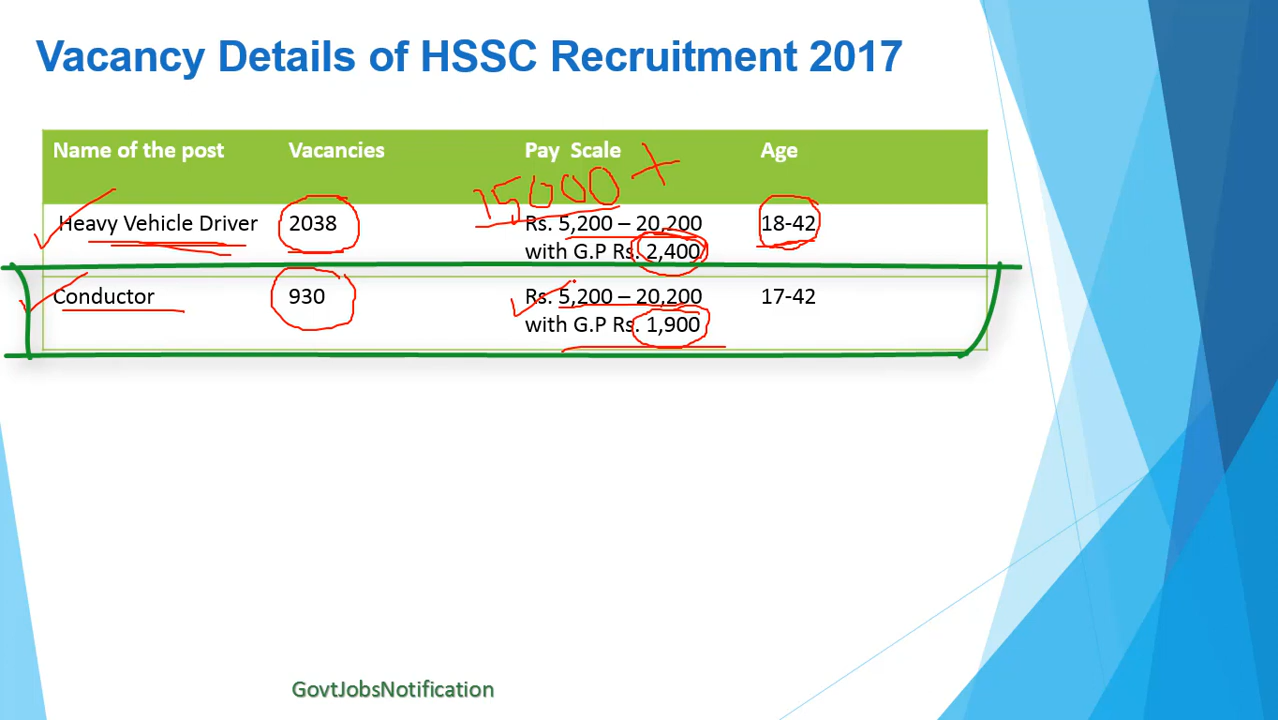 Vacancy Details of HSSC Recruitment 2017
Name of the post Vacancies Pay Scale Age
15000 +
Heavy Vehicle Driver 2038 Rs. 5,200 – 20,200 18-42
with G.P Rs. 2,400
Conductor 930 Rs. 5,200 – 20,200 17-42
with G.P Rs. 1,900
GovtJobsNotification